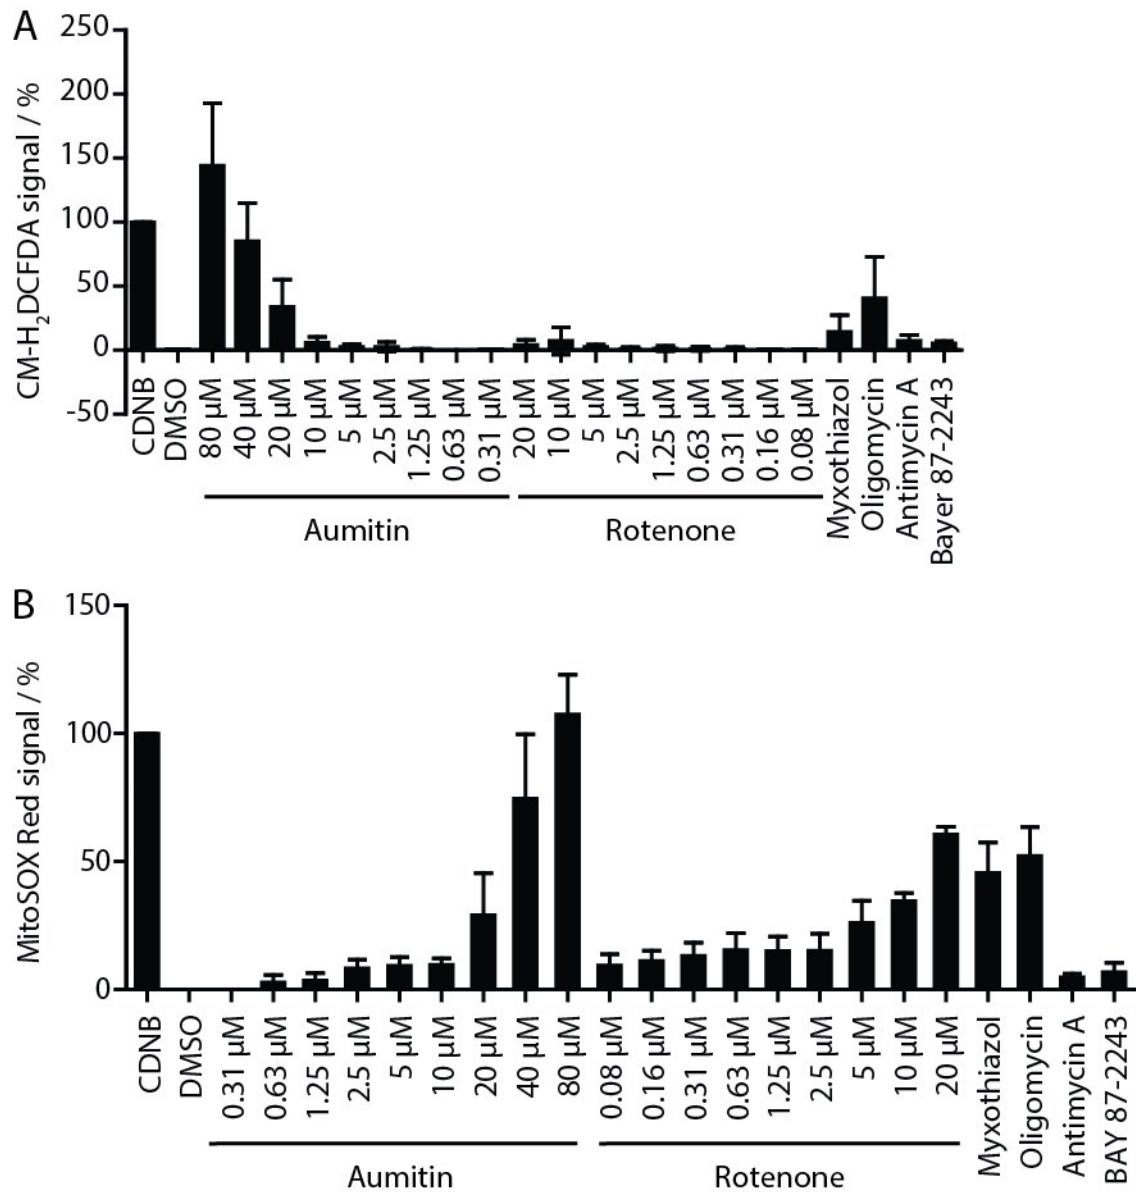 A
250
200
150
100
50
0
-50
CM-H₂DCFDA signal / %
CDNB
DMSO
80 µM
40 µM
20 µM
10 µM
5 µM
2.5 µM
1.25 µM
0.63 µM
0.31 µM
20 µM
10 µM
5 µM
2.5 µM
1.25 µM
0.63 µM
0.31 µM
0.16 µM
0.08 µM
Myxothiazol
Oligomycin
Antimycin A
Bayer 87-2243
Aumitin
Rotenone
B
150
100
50
0
MitoSOX Red signal / %
CDNB
DMSO
0.31 µM
0.63 µM
1.25 µM
2.5 µM
5 µM
10 µM
20 µM
40 µM
80 µM
0.08 µM
0.16 µM
0.31 µM
0.63 µM
1.25 µM
2.5 µM
5 µM
10 µM
20 µM
Myxothiazol
Oligomycin
Antimycin A
BAY 87-2243
Aumitin
Rotenone